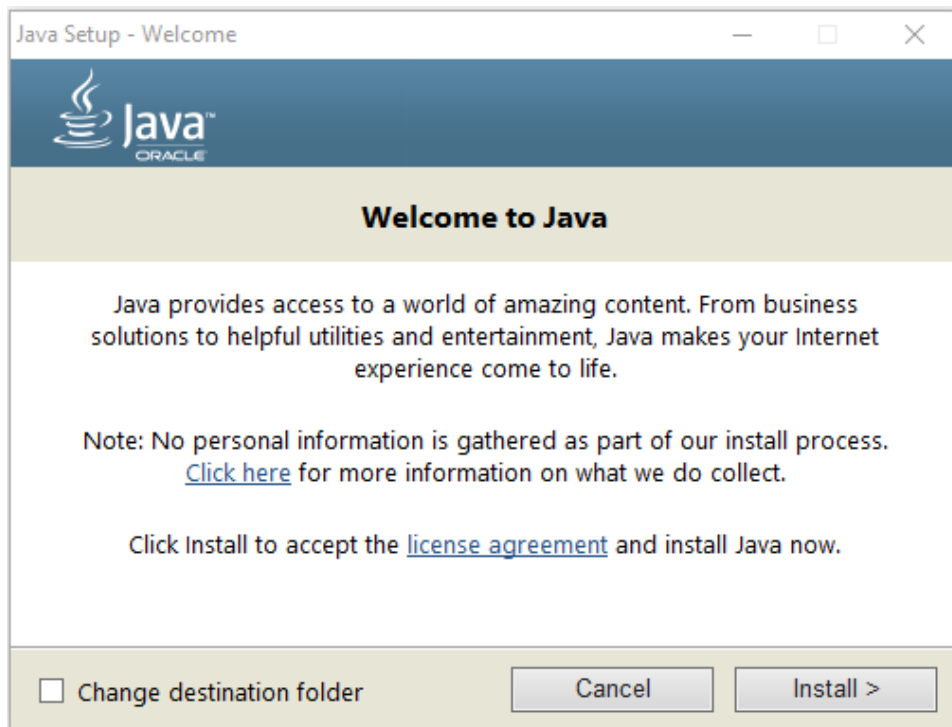 Java Setup - Welcome
Java™
ORACLE
Welcome to Java
Java provides access to a world of amazing content. From business
solutions to helpful utilities and entertainment, Java makes your Internet
experience come to life.
Note: No personal information is gathered as part of our install process.
Click here for more information on what we do collect.
Click Install to accept the license agreement and install Java now.
Change destination folder
Cancel
Install >